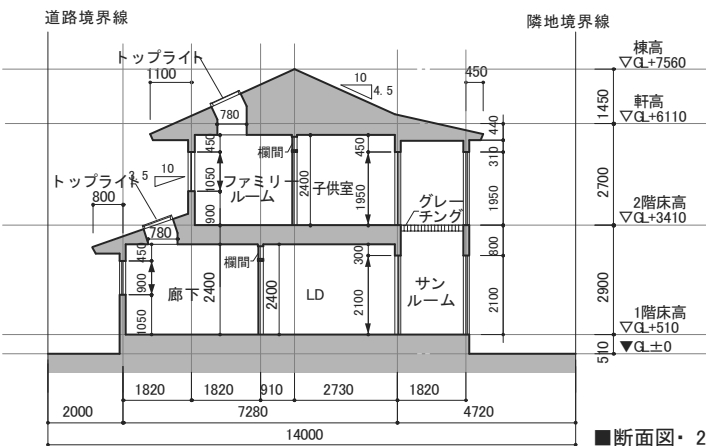 道路境界線
隣地境界線
トップライト
1100
780
10
4.5
450
棟高
▽GL+7560
1450
軒高
▽GL+6110
440
310
1950
2700
450
1050
900
ファミリー
ルーム
欄間
2400
子供室
450
1950
グレー
チング
トップライト
3.5
10
800
780
2階床高
▽GL+3410
800
2100
2900
450
900
1050
廊下
2400
欄間
2400
LD
300
2100
サン
ルーム
1階床高
▽GL+510
▼GL±0
510
1820
1820
910
2730
1820
2000
7280
4720
14000
■断面図・2